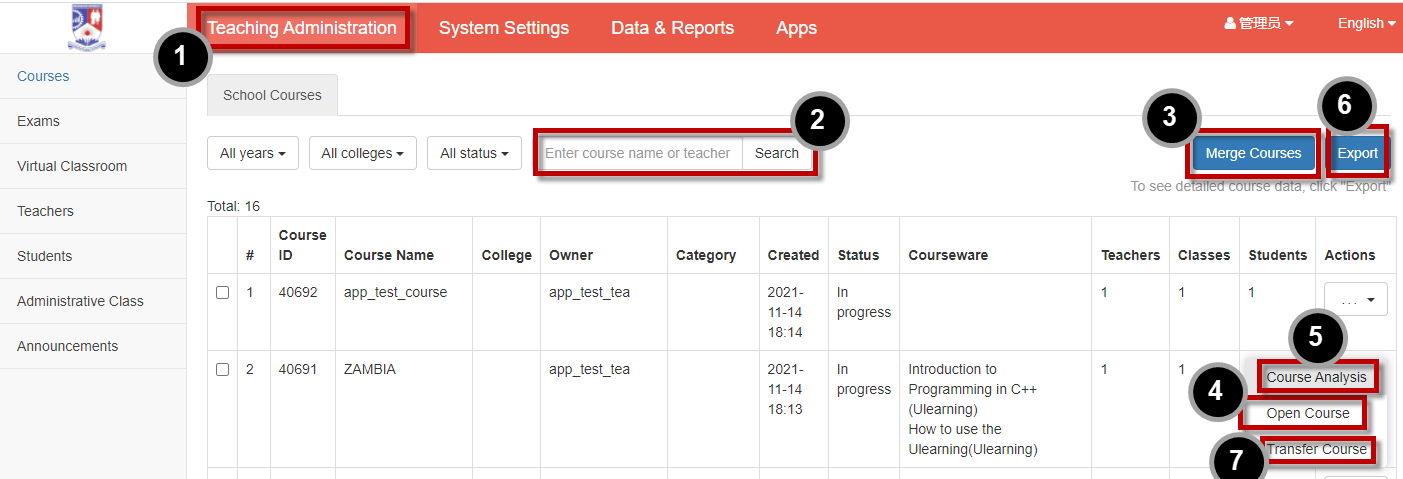 Teaching Administration System Settings Data & Reports Apps 管理员 English
1
Courses
School Courses
Exams
2
3
6
All years All colleges All status Enter course name or teacher Search Merge Courses Export
Virtual Classroom
To see detailed course data, click "Export"
Teachers
Total: 16
Students
Administrative Class
Announcements
# Course ID Course Name College Owner Category Created Status Courseware Teachers Classes Students Actions
1 40692 app_test_course app_test_tea 2021- In 1 1 1 ...
11-14 progress
18:14
5
2 40691 ZAMBIA app_test_tea 2021- In Introduction to 1 1 Course Analysis
11-14 progress Programming in C++
4
18:13 (Ulearning) Open Course
How to use the
Ulearning(Ulearning) Transfer Course
7